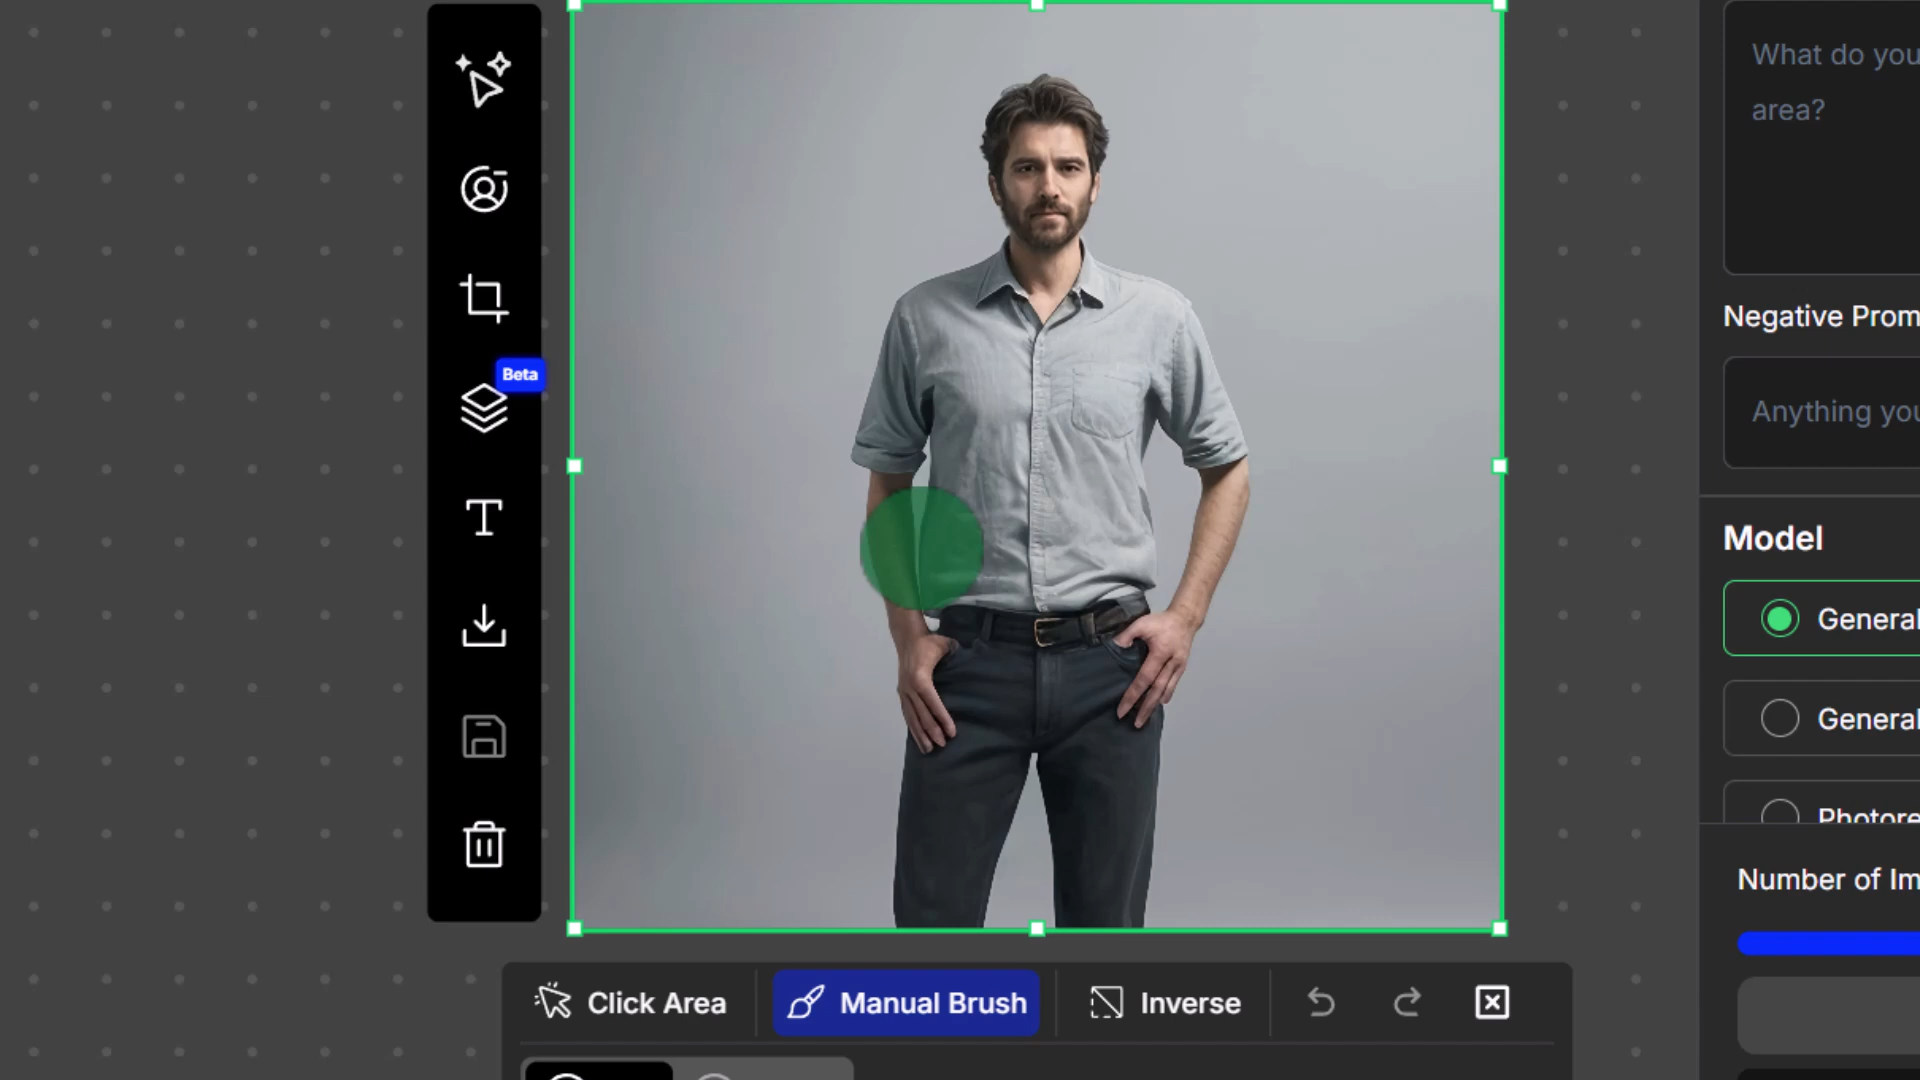 Beta
What do you
area?
Negative Prom
Anything you
Model
General
General
Photore
Number of Im
Click Area
Manual Brush
Inverse